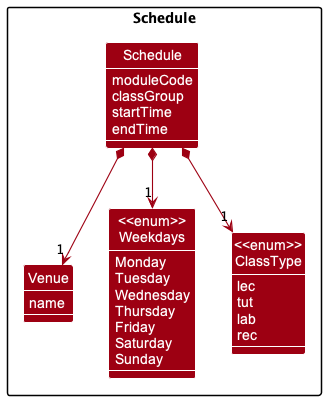 Schedule
Schedule
moduleCode
classGroup
startTime
endTime
1
1
1
Venue
name
<<enum>>
Weekdays
Monday
Tuesday
Wednesday
Thursday
Friday
Saturday
Sunday
<<enum>>
ClassType
lec
tut
lab
rec